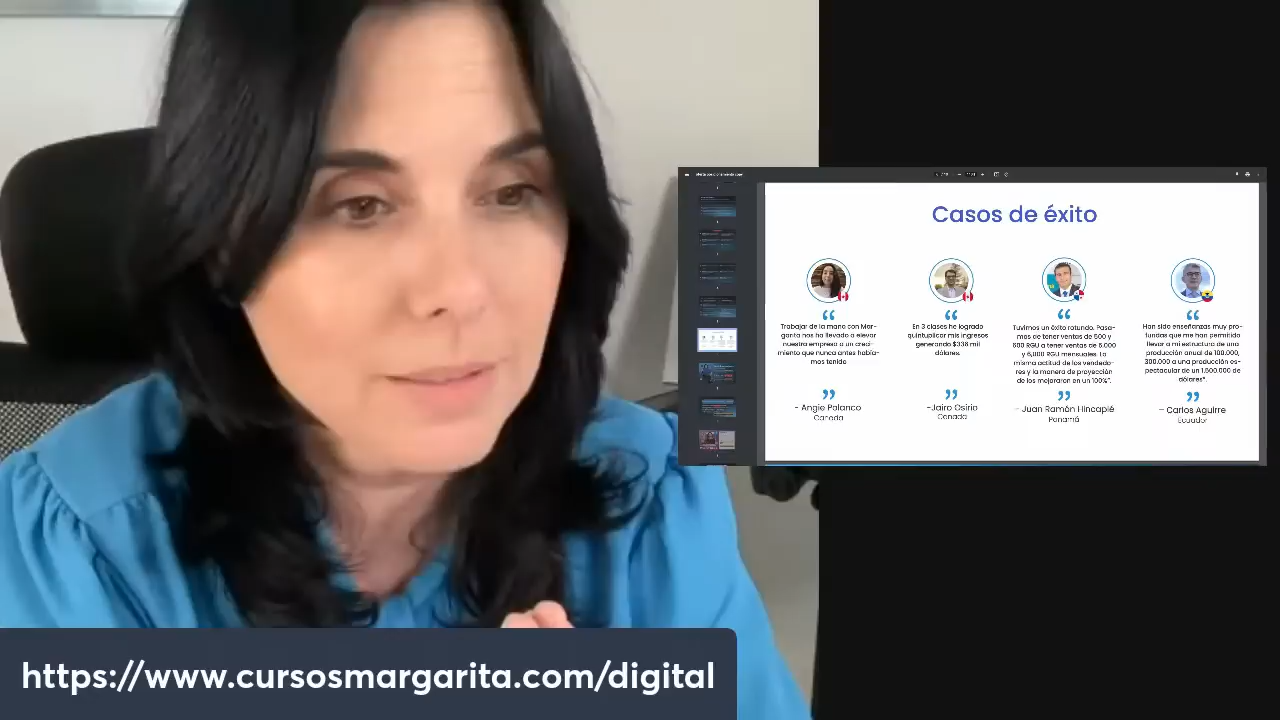 Casos de éxito
Trabajar de la mano con Mar-
garita nos ha llevado a elevar
nuestra empresa a un creci-
miento que nunca antes había-
mos tenido
- Angie Polanco
Canada
En 3 clases he logrado
quintuplicar mis ingresos
generando $336 mil
dólares.
-Jairo Osirio
Canada
Tuvimos un éxito rotundo. Pasa-
mos de tener ventas de 500 y
600 RGU a tener ventas de 5.000
y 6,000 RGU mensuales. La
misma actitud de los vendedo-
res y la manera de proyección
de los mejoraron en un 100%".
- Juan Ramón Hincapié
Panamá
Han sido enseñanzas muy pro-
fundas que me han permitido
llevar a mi estructura de una
producción anual de 100.000,
300.000 a una producción es-
pectacular de un 1.500.000 de
dólares".
- Carlos Aguirre
Ecuador
https://www.cursosmargarita.com/digital